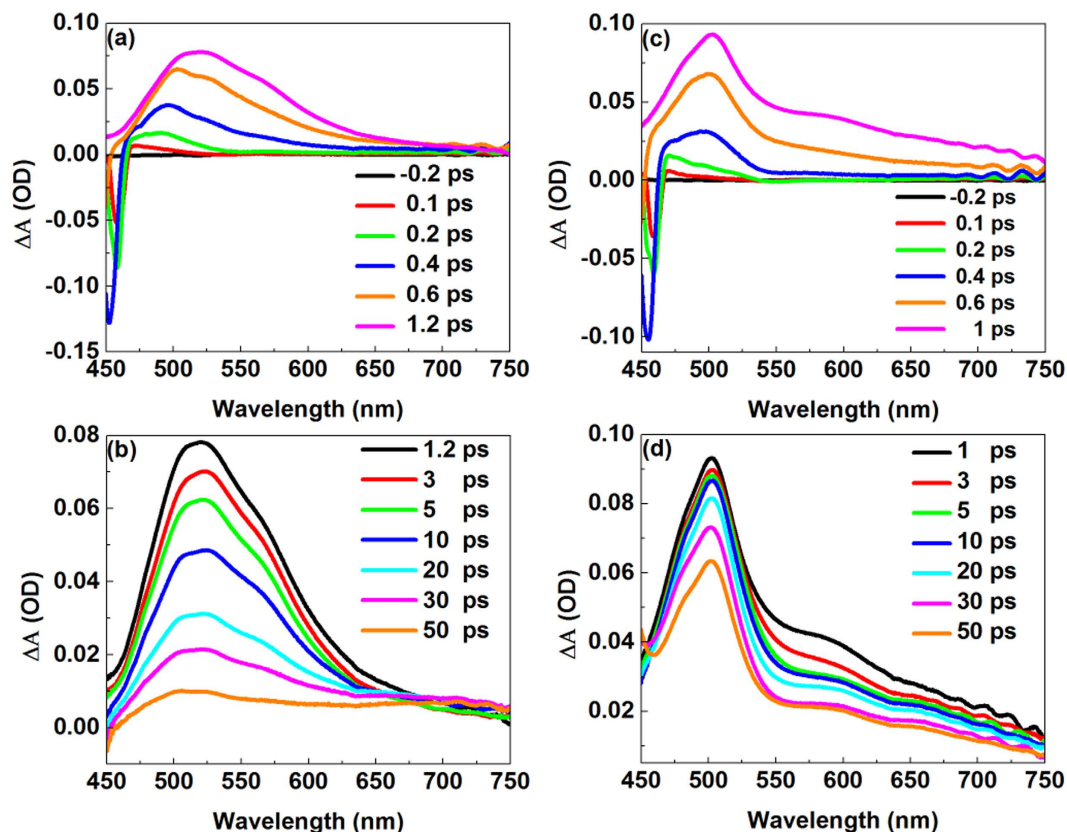 (a)
0.10
0.05
0.00
-0.05
-0.10
-0.15
ΔA (OD)
-0.2 ps
0.1 ps
0.2 ps
0.4 ps
0.6 ps
1.2 ps
450 500 550 600 650 700 750
Wavelength (nm)
(c)
0.10
0.05
0.00
-0.05
-0.10
ΔA (OD)
-0.2 ps
0.1 ps
0.2 ps
0.4 ps
0.6 ps
1 ps
450 500 550 600 650 700 750
Wavelength (nm)
(b)
0.08
0.06
0.04
0.02
0.00
ΔA (OD)
1.2 ps
3 ps
5 ps
10 ps
20 ps
30 ps
50 ps
450 500 550 600 650 700 750
Wavelength (nm)
(d)
0.10
0.08
0.06
0.04
0.02
ΔA (OD)
1 ps
3 ps
5 ps
10 ps
20 ps
30 ps
50 ps
450 500 550 600 650 700 750
Wavelength (nm)